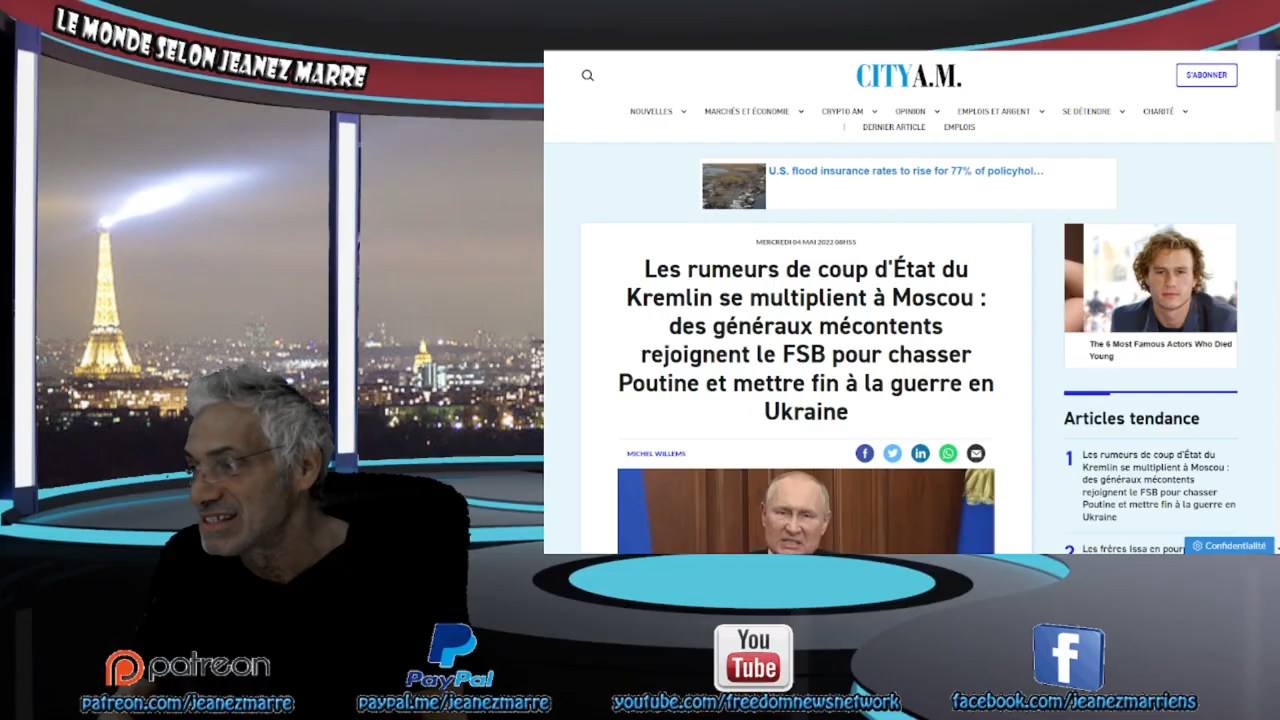 LE MONDE SELON JEANEZ MARRE
CITY A.M.
S'ABONNER
NOUVELLES
MARCHÉS ET ÉCONOMIE
CRYPTO AM
OPINION
EMPLOIS ET ARGENT
SE DÉTENDRE
CHARITÉ
DERNIER ARTICLE
EMPLOIS
U.S. flood insurance rates to rise for 77% of policyhol...
MERCREDI 04 MAI 2022 08H55
Les rumeurs de coup d'État du
Kremlin se multiplient à Moscou :
des généraux mécontents
rejoignent le FSB pour chasser
Poutine et mettre fin à la guerre en
Ukraine
MICHEL WILLEMS
The 6 Most Famous Actors Who Died
Young
Articles tendance
1 Les rumeurs de coup d'État du
Kremlin se multiplient à Moscou :
des généraux mécontents
rejoignent le FSB pour chasser
Poutine et mettre fin à la guerre en
Ukraine
2 Les frères Issa en pour
Confidentialité
patreon
patreon.com/jeanezmarre
PayPal
paypal.me/jeanezmarre
You
Tube
youtube.com/freedomnewsnetwork
facebook.com/jeanezmarriens